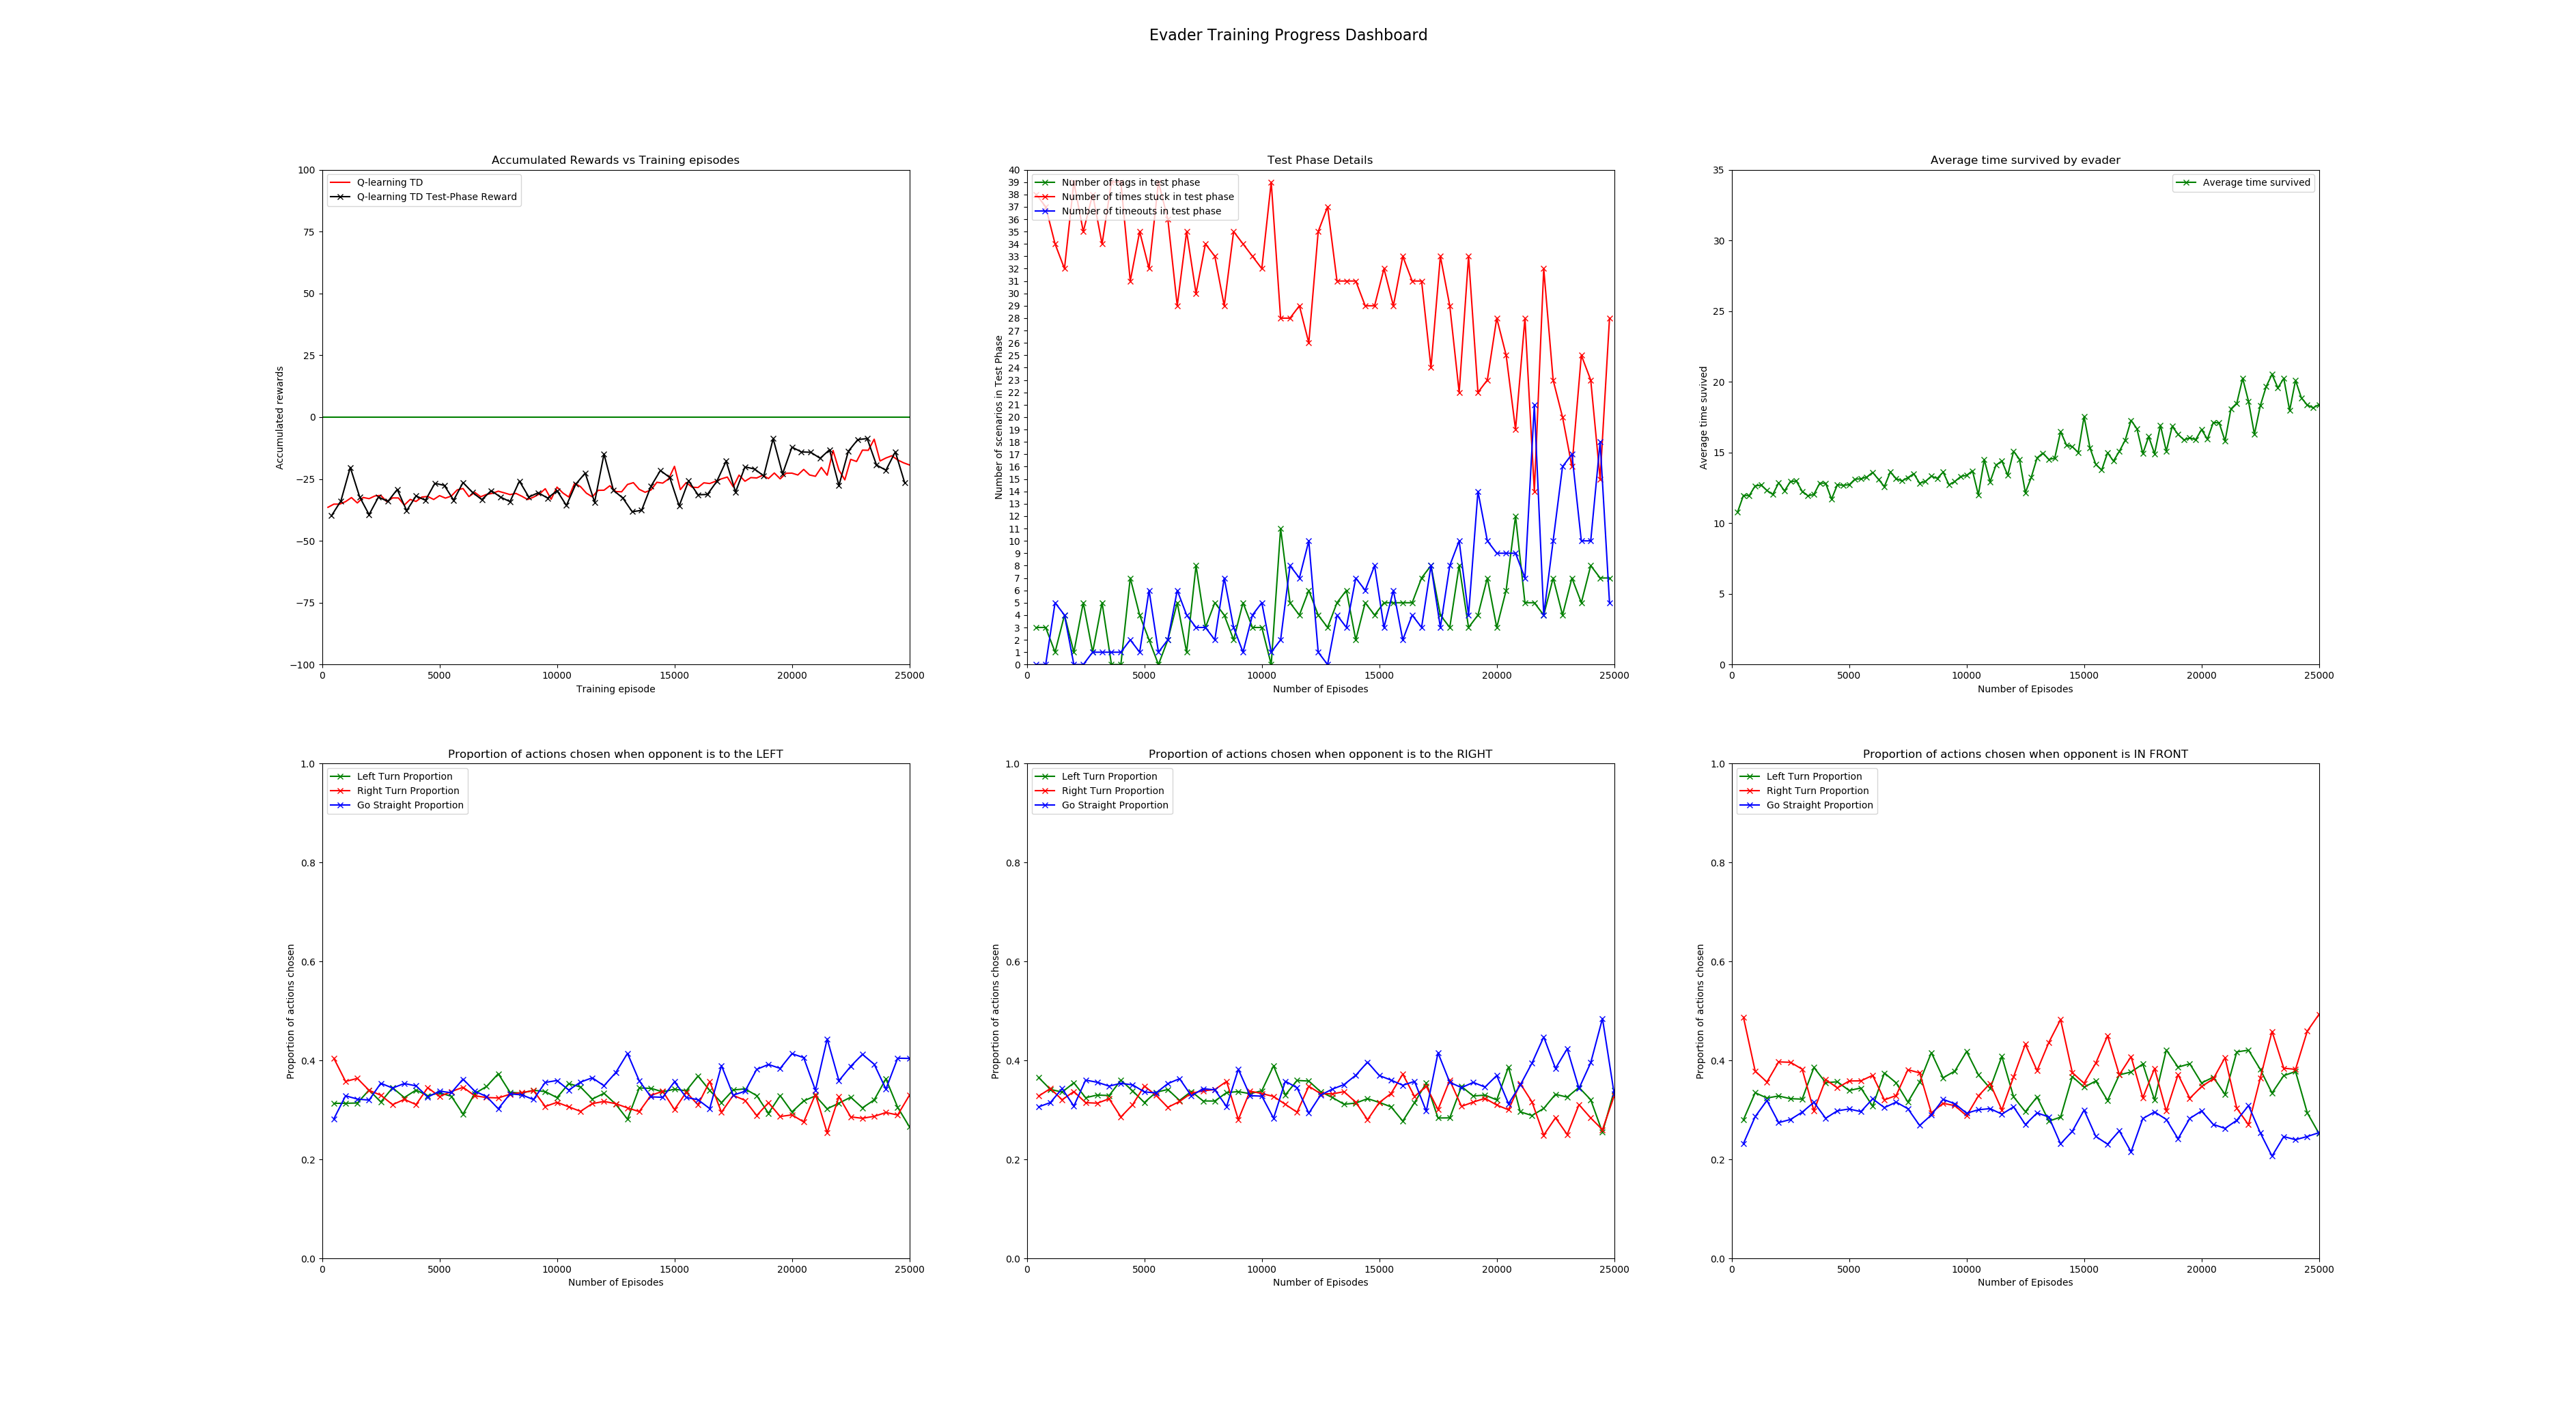 Evader Training Progress Dashboard
Accumulated Rewards vs Training episodes
Q-learning TD
Q-learning TD Test-Phase Reward
100
75
50
25
0
−25
−50
−75
−100
Accumulated rewards
0 5000 10000 15000 20000 25000
Training episode
Test Phase Details
Number of tags in test phase
Number of times stuck in test phase
Number of timeouts in test phase
40
39
38
37
36
35
34
33
32
31
30
29
28
27
26
25
24
23
22
21
20
19
18
17
16
15
14
13
12
11
10
9
8
7
6
5
4
3
2
1
0
Number of scenarios in Test Phase
0 5000 10000 15000 20000 25000
Number of Episodes
Average time survived by evader
Average time survived
35
30
25
20
15
10
5
0
Average time suvived
0 5000 10000 15000 20000 25000
Number of Episodes
Proportion of actions chosen when opponent is to the LEFT
Left Turn Proportion
Right Turn Proportion
Go Straight Proportion
1.0
0.8
0.6
0.4
0.2
0.0
Proportion of actions chosen
0 5000 10000 15000 20000 25000
Number of Episodes
Proportion of actions chosen when opponent is to the RIGHT
Left Turn Proportion
Right Turn Proportion
Go Straight Proportion
1.0
0.8
0.6
0.4
0.2
0.0
Proportion of actions chosen
0 5000 10000 15000 20000 25000
Number of Episodes
Proportion of actions chosen when opponent is IN FRONT
Left Turn Proportion
Right Turn Proportion
Go Straight Proportion
1.0
0.8
0.6
0.4
0.2
0.0
Proportion of actions chosen
0 5000 10000 15000 20000 25000
Number of Episodes